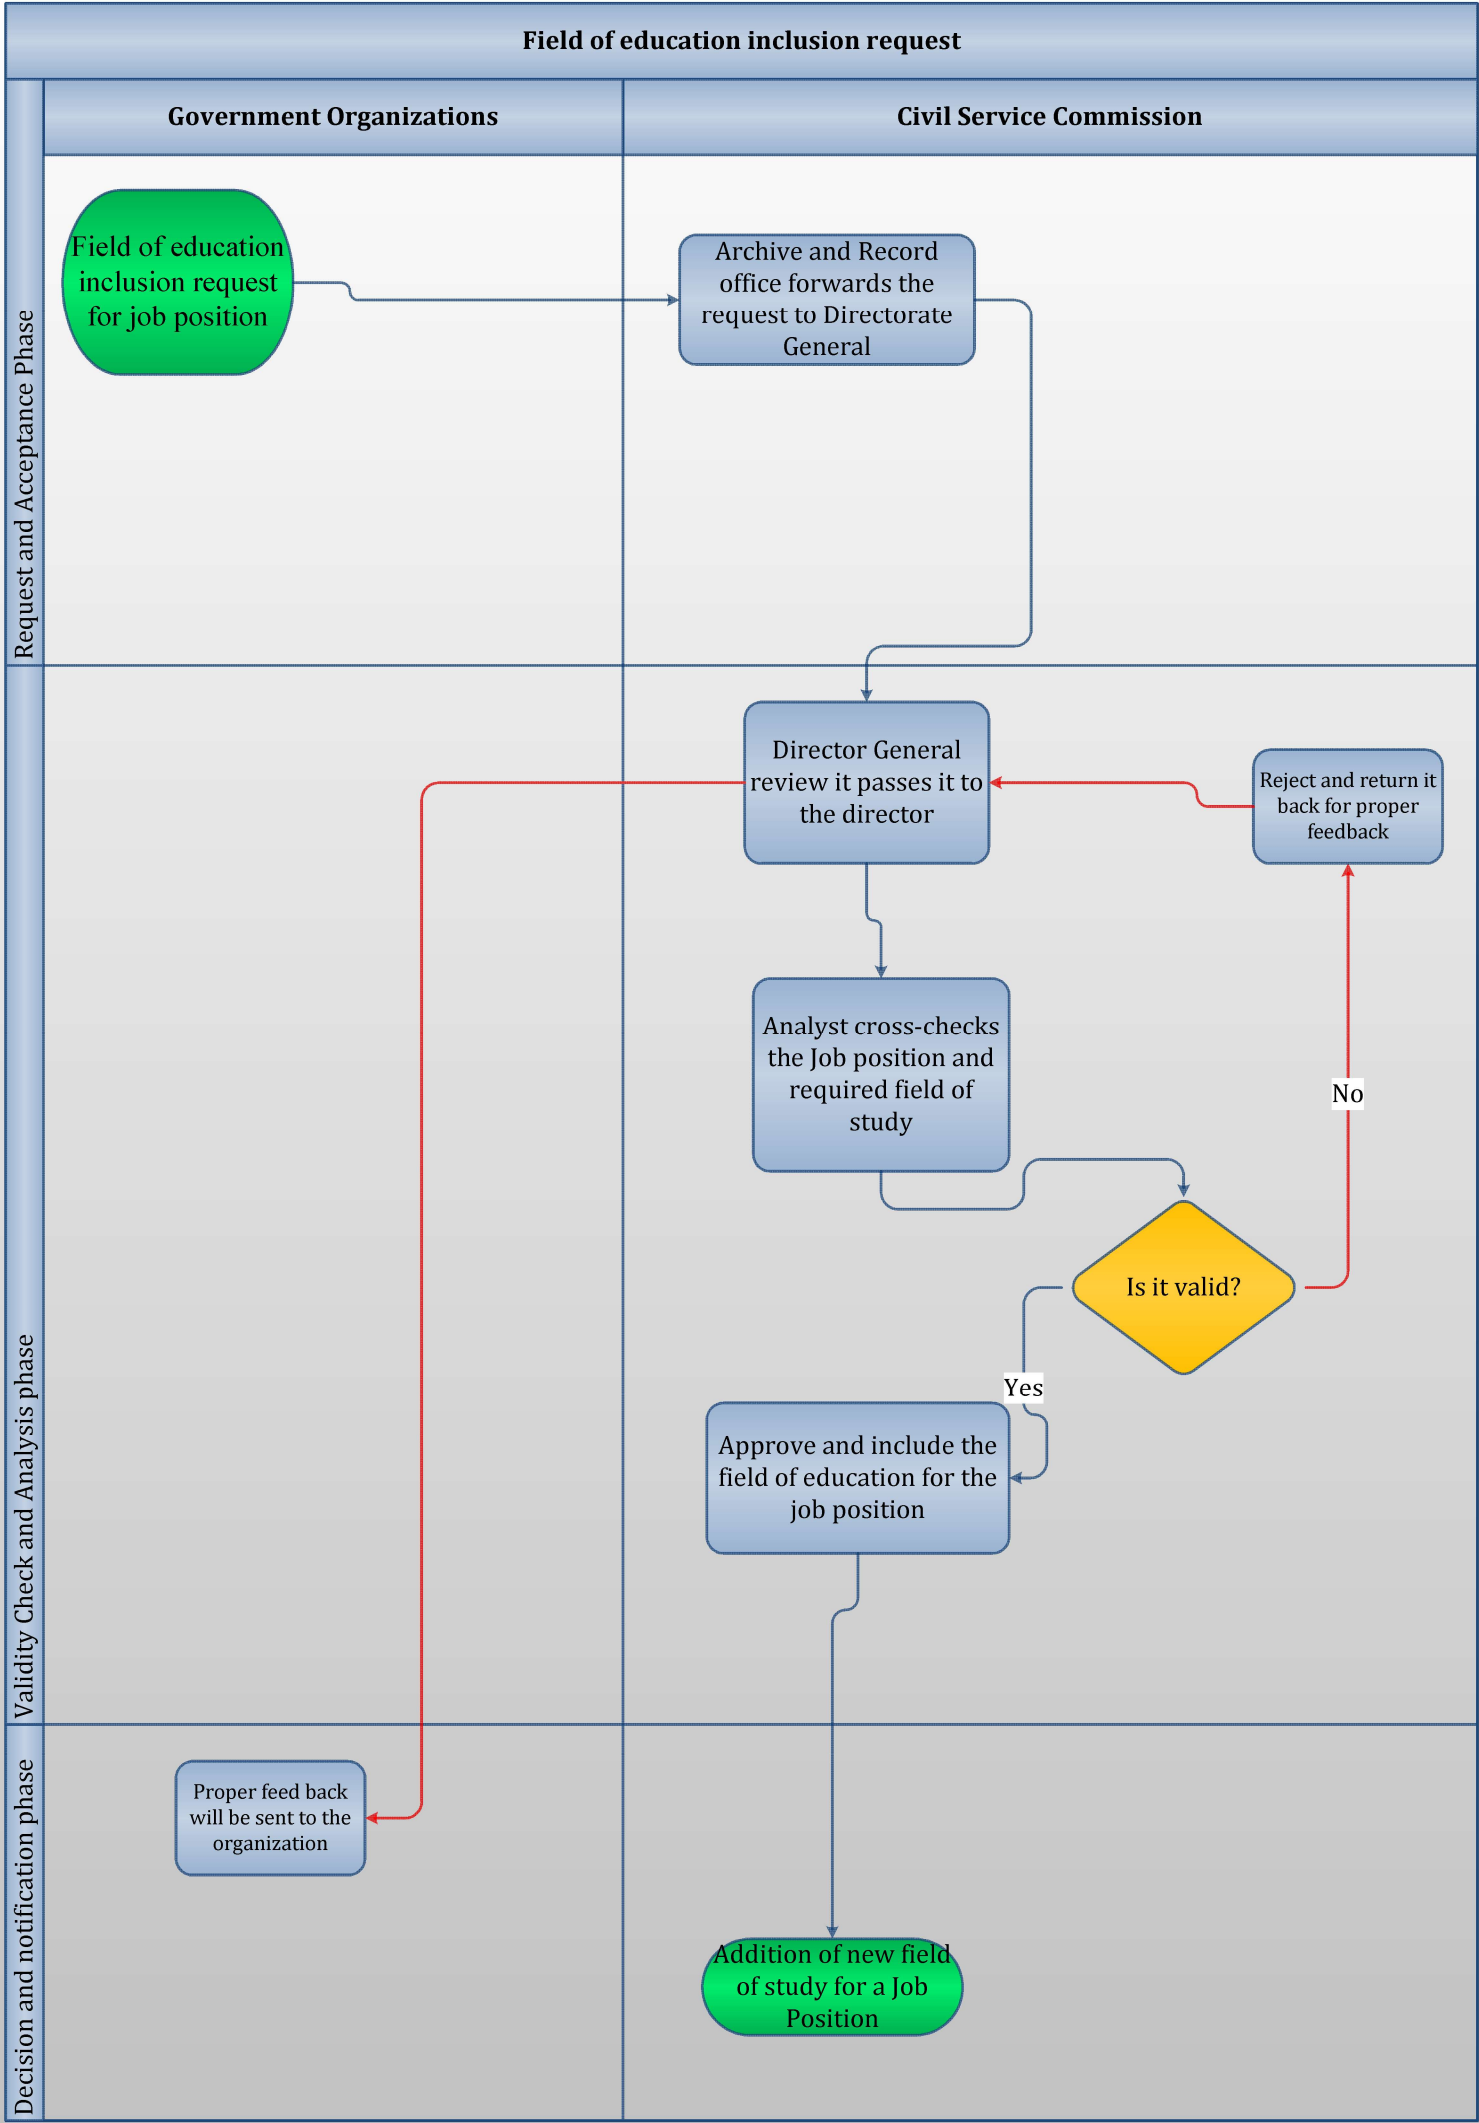 Field of education inclusion request
Government Organizations
Civil Service Commission
Request and Acceptance Phase
Field of education
inclusion request
for job position
Archive and Record
office forwards the
request to Directorate
General
Validity Check and Analysis phase
Director General
review it passes it to
the director
Reject and return it
back for proper
feedback
Analyst cross-checks
the Job position and
required field of
study
No
Is it valid?
Yes
Approve and include the
field of education for the
job position
Decision and notification phase
Proper feed back
will be sent to the
organization
Addition of new field
of study for a Job
Position